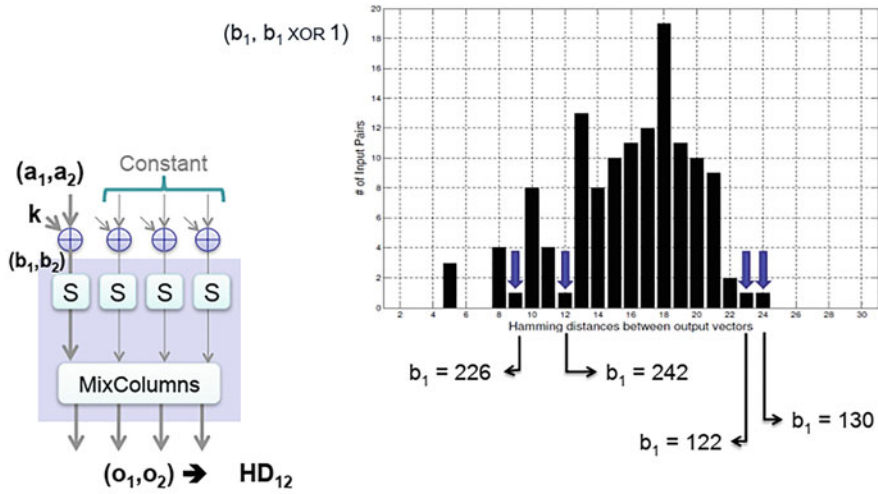 (b₁, b₁ XOR 1)
Constant
(a₁,a₂)
k
(b₁,b₂)
S S S S
MixColumns
(o₁,o₂) ➔ HD₁₂
# of Input Pairs
20
18
16
14
12
10
8
6
4
2
0
2 4 6 8 10 12 14 16 18 20 22 24 26 28 30
Hamming distances between output vectors
b₁ = 226
b₁ = 242
b₁ = 122
b₁ = 130